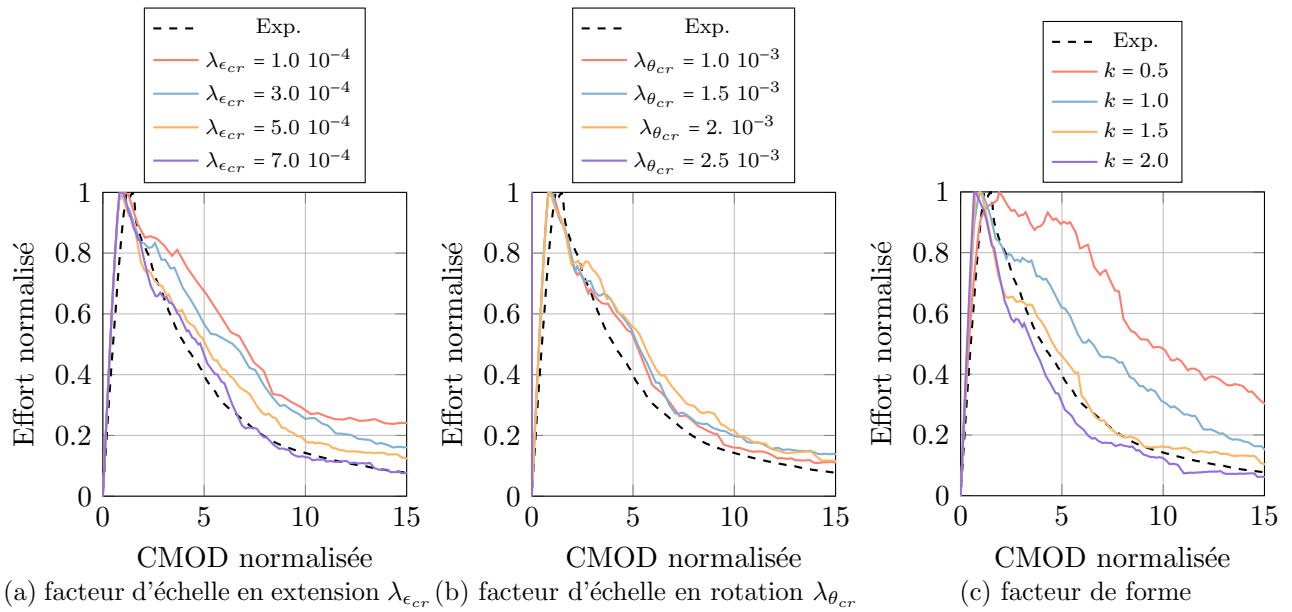 Exp.
λ_{ϵ_{cr}} = 1.0 10⁻⁴
λ_{ϵ_{cr}} = 3.0 10⁻⁴
λ_{ϵ_{cr}} = 5.0 10⁻⁴
λ_{ϵ_{cr}} = 7.0 10⁻⁴
1
0.8
0.6
0.4
0.2
0
0 5 10 15
Effort normalisé
CMOD normalisée
(a) facteur d'échelle en extension λ_{ϵ_{cr}}
Exp.
λ_{θ_{cr}} = 1.0 10⁻³
λ_{θ_{cr}} = 1.5 10⁻³
λ_{θ_{cr}} = 2. 10⁻³
λ_{θ_{cr}} = 2.5 10⁻³
1
0.8
0.6
0.4
0.2
0
0 5 10 15
Effort normalisé
CMOD normalisée
(b) facteur d'échelle en rotation λ_{θ_{cr}}
Exp.
k = 0.5
k = 1.0
k = 1.5
k = 2.0
1
0.8
0.6
0.4
0.2
0
0 5 10 15
Effort normalisé
CMOD normalisée
(c) facteur de forme